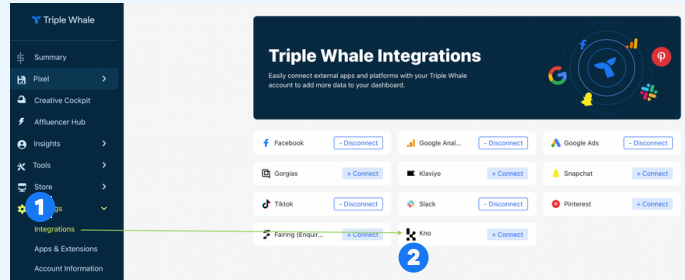 Triple Whale
Summary
Pixel
Creative Cockpit
Affluencer Hub
Insights
Tools
Store
1 gs
Integrations
Apps & Extensions
Account Information
Triple Whale Integrations
Easily connect external apps and platforms with your Triple Whale
account to add more data to your dashboard.
Facebook - Disconnect Google Anal... - Disconnect Google Ads - Disconnect
Gorgias + Connect Klaviyo + Connect Snapchat + Connect
Tiktok - Disconnect Slack - Disconnect Pinterest + Connect
Fairing (Enquir... + Connect Kno + Connect
2